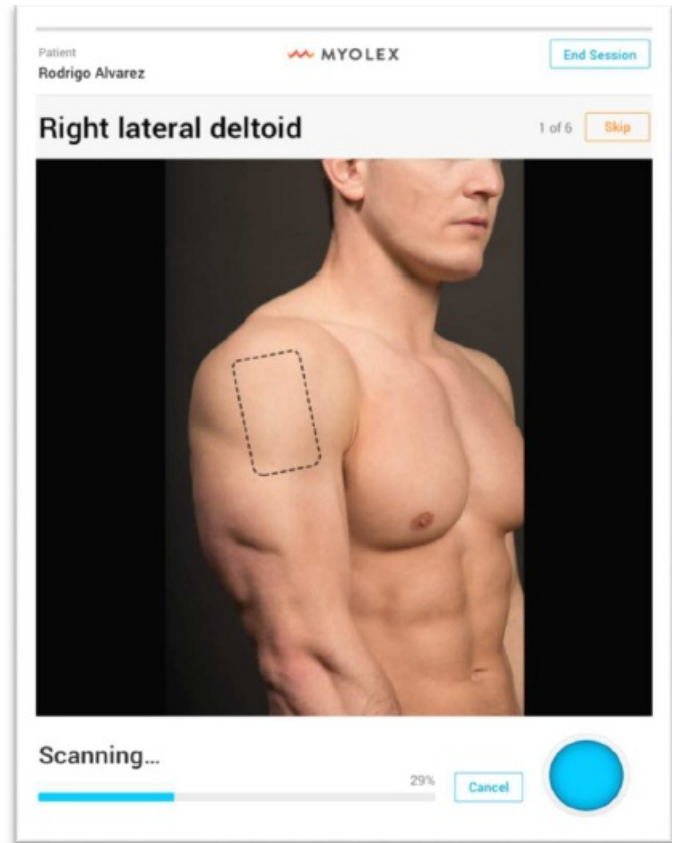 Patient
Rodrigo Alvarez
MYOLEX
End Session
Right lateral deltoid
1 of 6
Skip
Scanning...
29%
Cancel